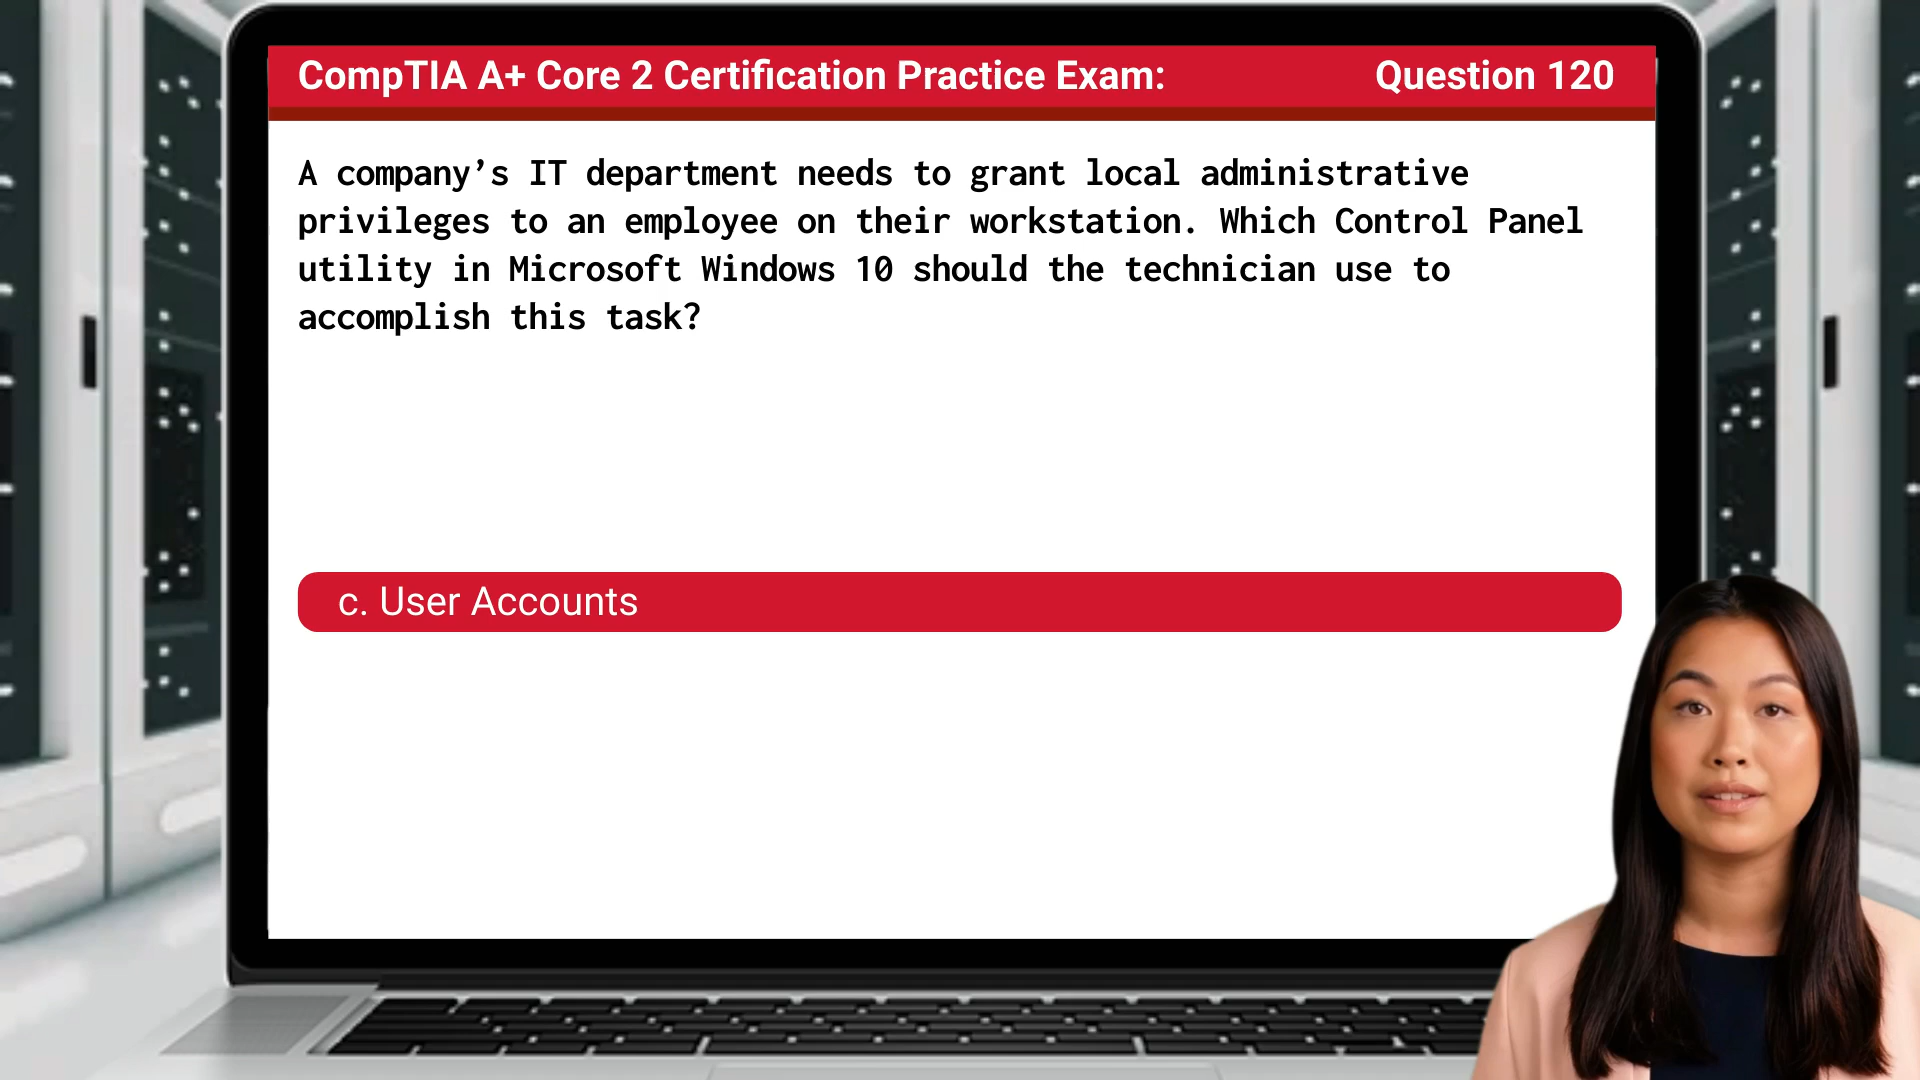 CompTIA A+ Core 2 Certification Practice Exam: Question 120
A company’s IT department needs to grant local administrative
privileges to an employee on their workstation. Which Control Panel
utility in Microsoft Windows 10 should the technician use to
accomplish this task?
c. User Accounts